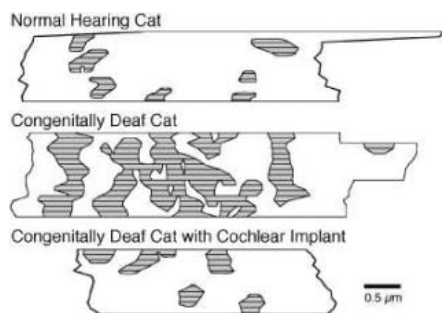 Normal Hearing Cat
Congenitally Deaf Cat
Congenitally Deaf Cat with Cochlear Implant
0.5 μm